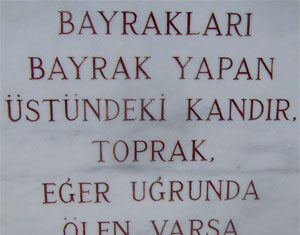 BAYRAKLARI
BAYRAK YAPAN
ÜSTÜNDEKİ KANDIR,
TOPRAK,
EĞER UĞRUNDA
ÖLEN VARSA